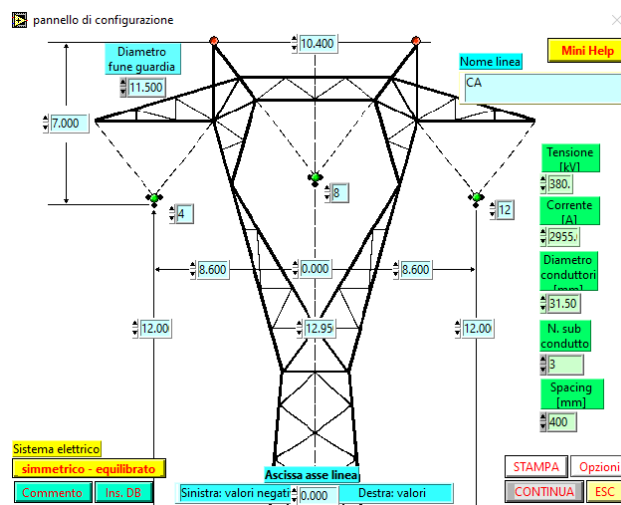 pannello di configurazione
Diametro
fune guardia
11.500
10.400
Mini Help
Nome linea
CA
7.000
Tensione
[kV]
380.
8
4
12
Corrente
[A]
2955.
Diametro
conduttori
[mm]
31.50
8.600
0.000
8.600
12.00
12.95
12.00
N. sub
condutto
3
Spacing
[mm]
400
Sistema elettrico
simmetrico - equilibrato
Commento
Ins. DB
Ascissa asse linea
Sinistra: valori negati
0.000
Destra: valori
STAMPA
Opzioni
CONTINUA
ESC